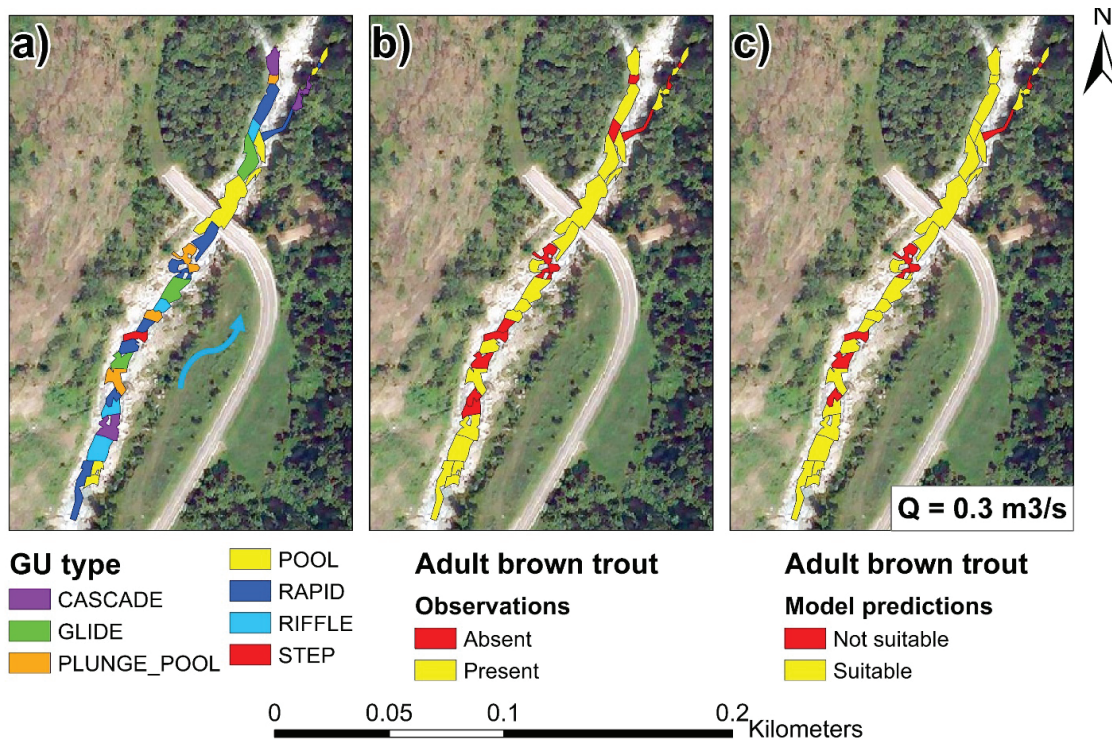 a)
b)
c)
N
Q = 0.3 m3/s
GU type
CASCADE
GLIDE
PLUNGE_POOL
POOL
RAPID
RIFFLE
STEP
Adult brown trout
Observations
Absent
Present
Adult brown trout
Model predictions
Not suitable
Suitable
0 0.05 0.1 0.2
Kilometers